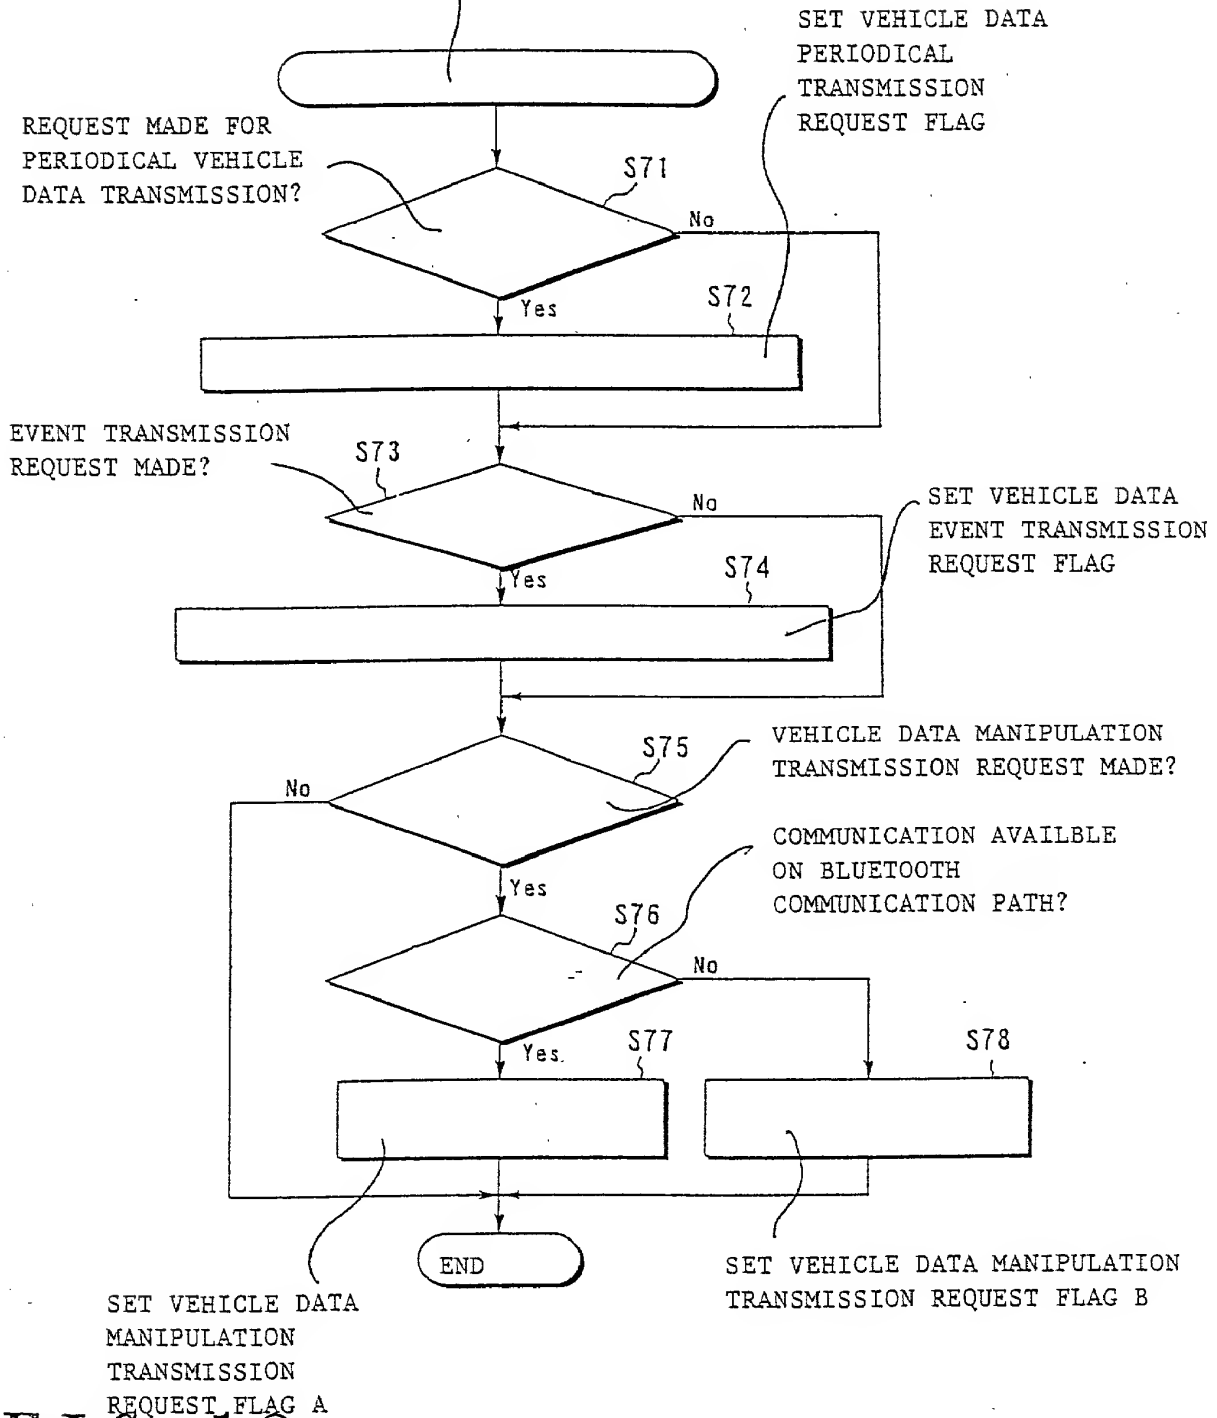 SET VEHICLE DATA
PERIODICAL
TRANSMISSION
REQUEST FLAG
REQUEST MADE FOR
PERIODICAL VEHICLE
DATA TRANSMISSION?
S71
No
Yes
S72
EVENT TRANSMISSION
REQUEST MADE?
S73
No
SET VEHICLE DATA
EVENT TRANSMISSION
REQUEST FLAG
Yes
S74
VEHICLE DATA MANIPULATION
TRANSMISSION REQUEST MADE?
S75
No
Yes
COMMUNICATION AVAILBLE
ON BLUETOOTH
COMMUNICATION PATH?
S76
No
Yes
S77
S78
END
SET VEHICLE DATA MANIPULATION
TRANSMISSION REQUEST FLAG B
SET VEHICLE DATA
MANIPULATION
TRANSMISSION
REQUEST FLAG A